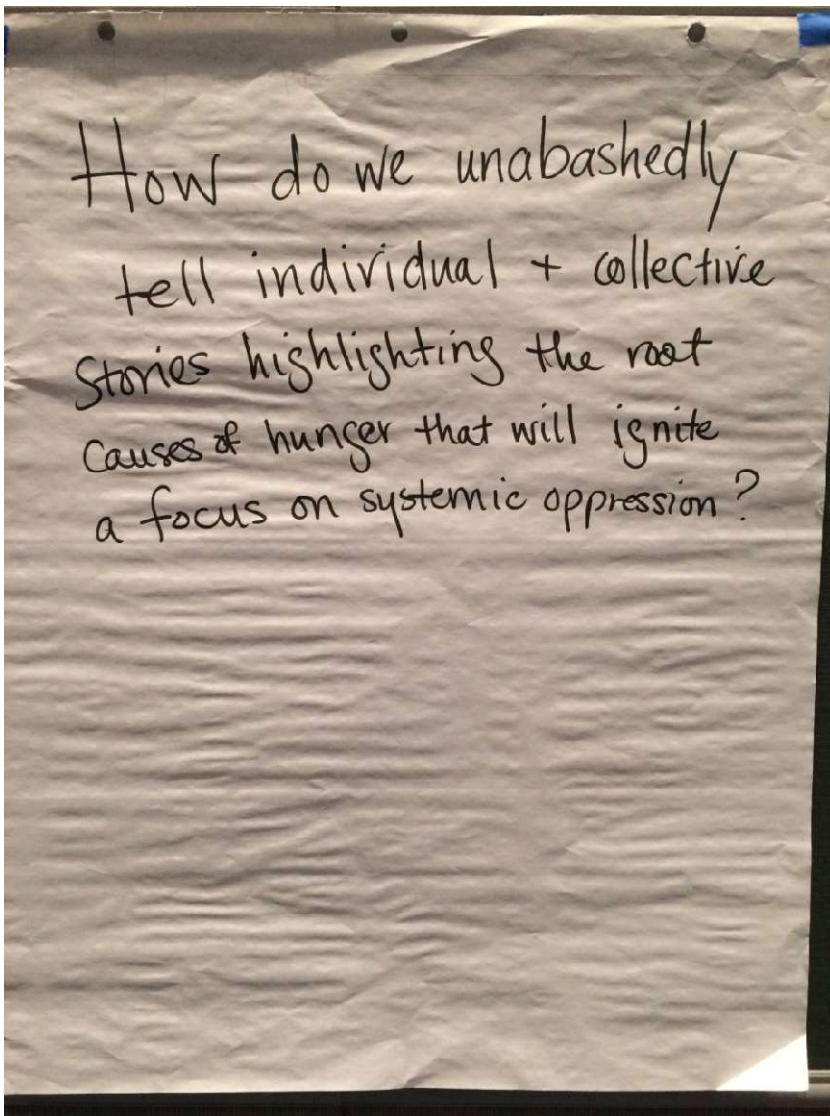 How do we unabashedly
tell individual + collective
Stories highlighting the root
Causes of hunger that will ignite
a focus on systemic oppression?